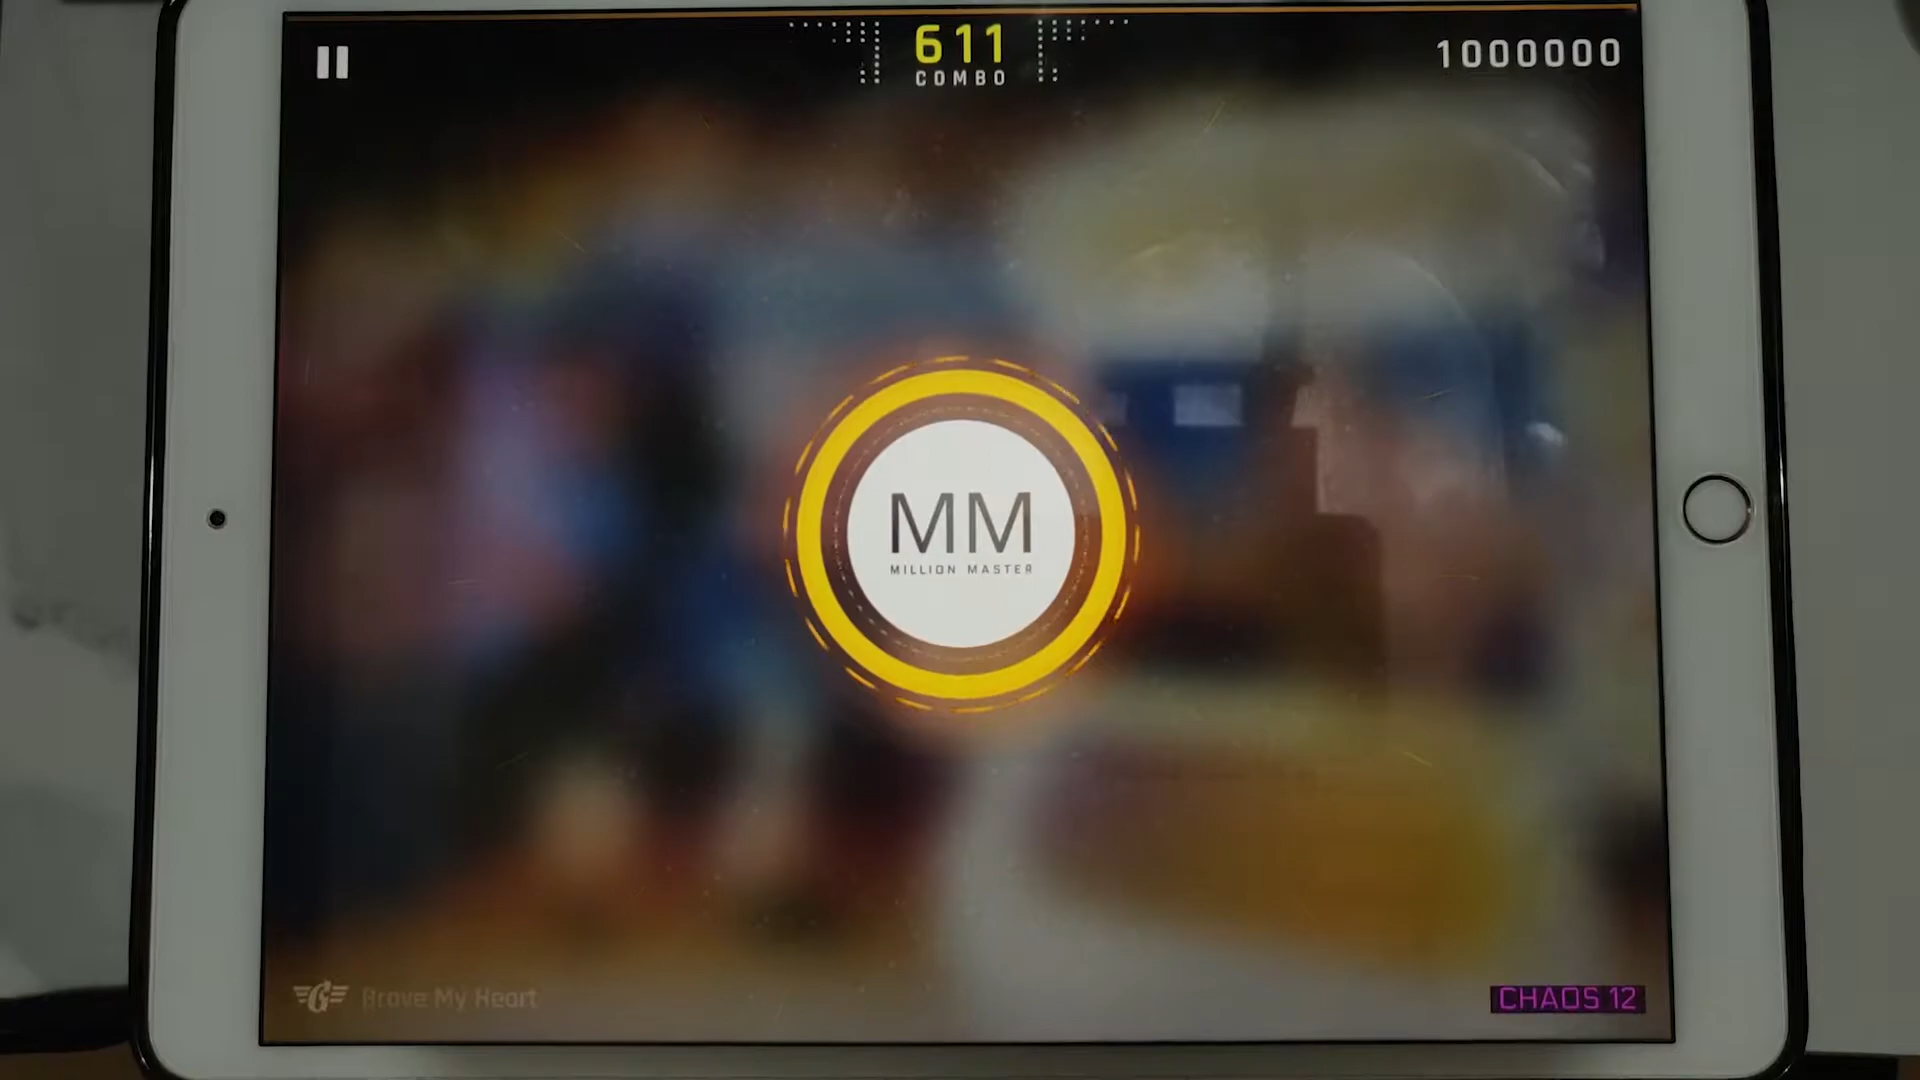 611
COMBO
1000000
MM
MILLION MASTER
Brave My Heart
CHAOS 12